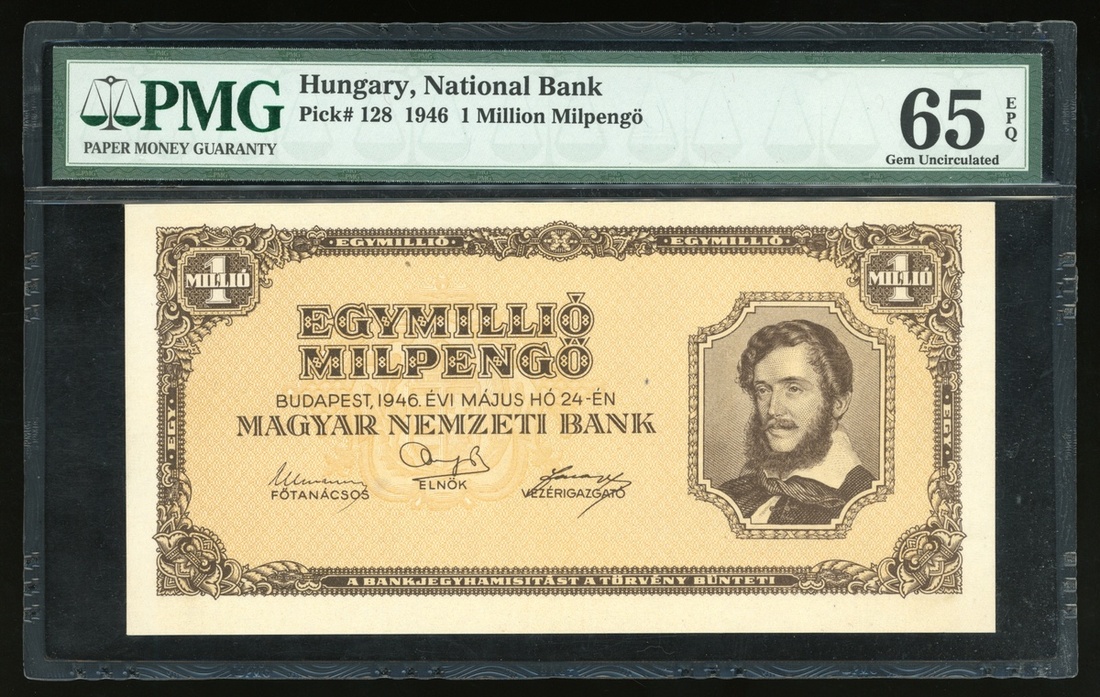 PMG
PAPER MONEY GUARANTY
Hungary, National Bank
Pick# 128 1946 1 Million Milpengö
65
EPQ
Gem Uncirculated
· EGYMILLIÓ ·
· EGYMILLIÓ ·
1
MILLIÓ
1
MILLIÓ
EGYMILLIÓ
MILPENGŐ
BUDAPEST, 1946. ÉVI MÁJUS HÓ 24-ÉN
MAGYAR NEMZETI BANK
FŐTANÁCSOS
ELNÖK
VEZÉRIGAZGATÓ
· EGY ·
· EGY ·
A BANKJEGYHAMISITÁST A TÖRVÉNY BÜNTETI